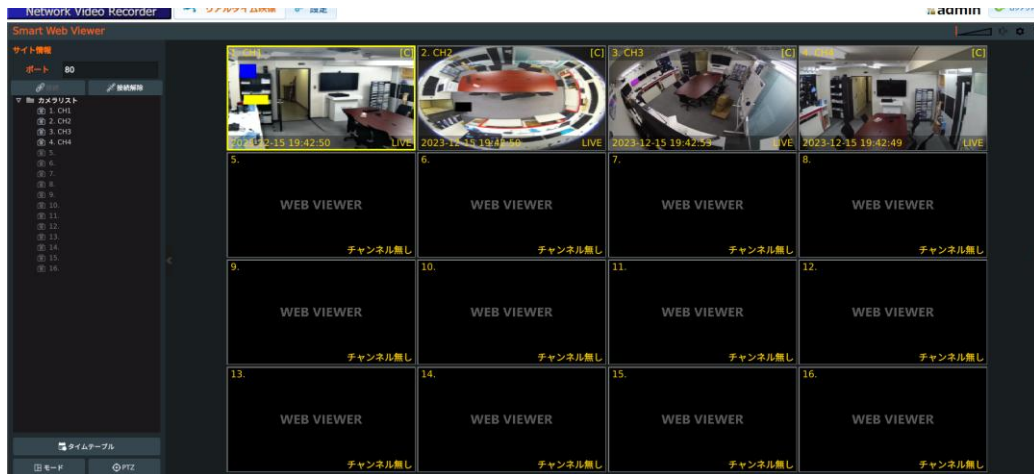 Network Video Recorder
リアルタイム映像
設定
admin
Smart Web Viewer
サイト情報
ポート 80
接続解除
カメラリスト
1. CH1
2. CH2
3. CH3
4. CH4
5.
6.
7.
8.
9.
10.
11.
12.
13.
14.
15.
16.
タイムテーブル
モード
PTZ
1. CH1 [C]
2023-12-15 19:42:50 LIVE
2. CH2 [C]
2023-12-15 19:42:50 LIVE
3. CH3 [C]
2023-12-15 19:42:53 LIVE
4. CH4 [C]
2023-12-15 19:42:49 LIVE
5.
WEB VIEWER
チャンネル無し
6.
WEB VIEWER
チャンネル無し
7.
WEB VIEWER
チャンネル無し
8.
WEB VIEWER
チャンネル無し
9.
WEB VIEWER
チャンネル無し
10.
WEB VIEWER
チャンネル無し
11.
WEB VIEWER
チャンネル無し
12.
WEB VIEWER
チャンネル無し
13.
WEB VIEWER
チャンネル無し
14.
WEB VIEWER
チャンネル無し
15.
WEB VIEWER
チャンネル無し
16.
WEB VIEWER
チャンネル無し